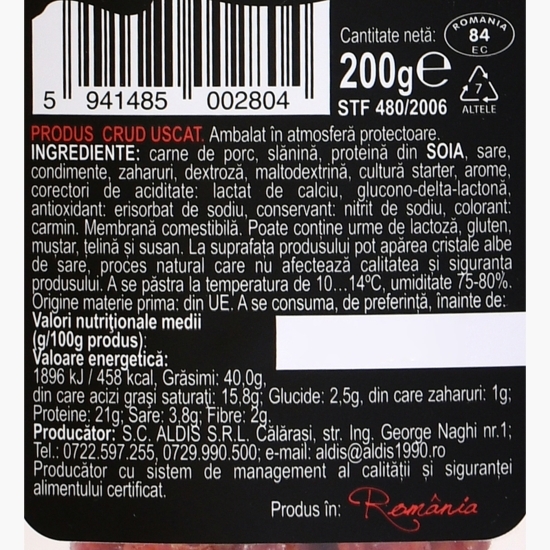 Cantitate netă:
ROMANIA
84
EC
200g℮
STF 480/2006
7
ALTELE
5 941485 002804
PRODUS CRUD USCAT. Ambalat în atmosferă protectoare.
INGREDIENTE: carne de porc, slănină, proteină din SOIA, sare,
condimente, zaharuri, dextroză, maltodextrină, cultură starter, arome,
corectori de aciditate: lactat de calciu, glucono-delta-lactonă,
antioxidant: erisorbat de sodiu, conservant: nitrit de sodiu, colorant:
carmin. Membrană comestibilă. Poate conține urme de lactoză, gluten,
muștar, țelină și susan. La suprafața produsului pot apărea cristale albe
de sare, proces natural care nu afectează calitatea și siguranța
produsului. A se păstra la temperatura de 10...14ºC, umiditate 75-80%.
Origine materie prima: din UE. A se consuma, de preferință, înainte de:
Valori nutriționale medii
(g/100g produs):
Valoare energetică:
1896 kJ / 458 kcal, Grăsimi: 40,0g,
din care acizi grași saturați: 15,8g; Glucide: 2,5g, din care zaharuri: 1g;
Proteine: 21g; Sare: 3,8g; Fibre: 2g.
Producător: S.C. ALDIS S.R.L. Călărași, str. Ing. George Naghi nr.1;
Tel.: 0722.597.255, 0729.990.500; e-mail: aldis@aldis1990.ro
Producător cu sistem de management al calității și siguranței
alimentului certificat.
Produs în: România